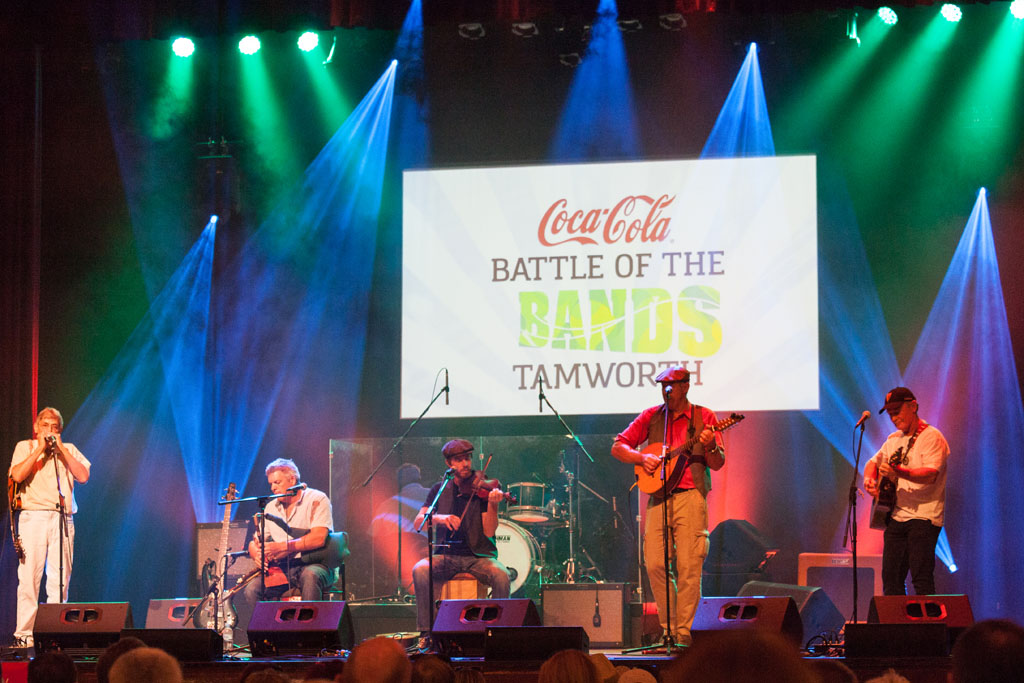 Coca-Cola
BATTLE OF THE
BANDS
TAMWORTH